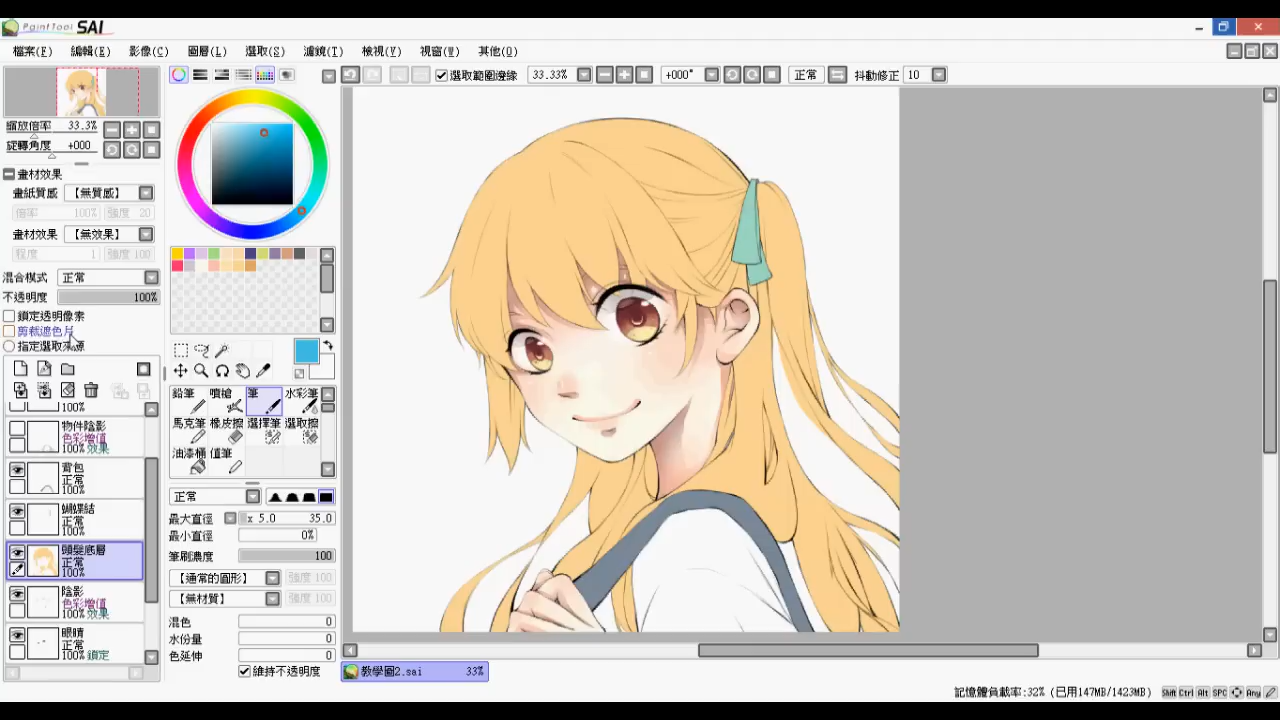 PaintTool SAI
檔案(F) 編輯(E) 影像(C) 圖層(L) 選取(S) 濾鏡(T) 檢視(V) 視窗(W) 其他(O)
選取範圍邊緣 33.33% +000° 正常 抖動修正 10
縮放倍率 33.3%
旋轉角度 +000
畫材效果
畫紙質感 【無質感】
倍率 100% 強度 20
畫材效果 【無效果】
程度 1 強度 100
混合模式 正常
不透明度 100%
鎖定透明像素
剪裁遮色片
指定選取來源
100%
物件陰影
色彩增值
100% 效果
背包
正常
100%
蝴蝶結
正常
100%
頭髮底層
正常
100%
陰影
色彩增值
100% 效果
眼睛
正常
100% 鎖定
鉛筆 噴槍 筆 水彩筆
馬克筆 橡皮擦 選擇筆 選取擦
油漆桶 值筆
正常
最大直徑 x 5.0 35.0
最小直徑 0%
筆刷濃度 100
【通常的圓形】 強度 100
【無材質】 強度 100
混色 0
水份量 0
色延伸 0
維持不透明度
教學圖2.sai 33%
記憶體負載率: 32% (已用147MB/1423MB) Shift Ctrl Alt SPC Any